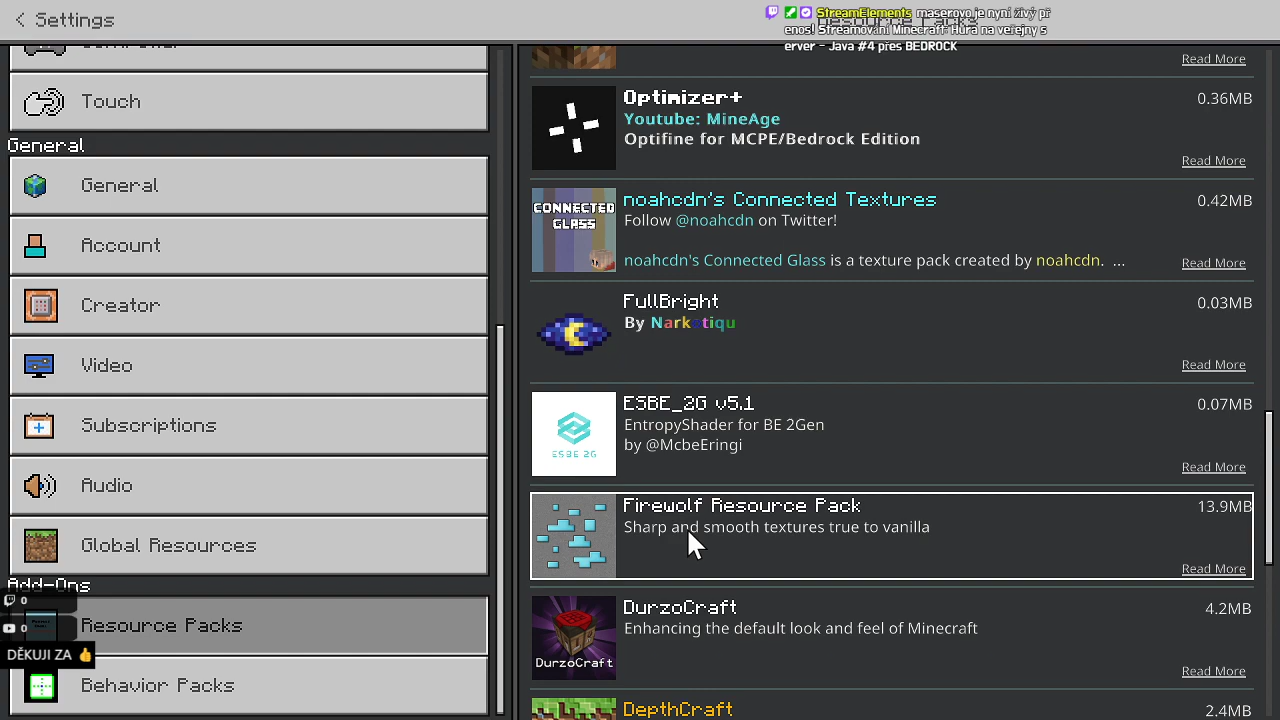 < Settings
StreamElements maserovo je nyní živý př
enos! Streamování Minecraft: Hurá na veřejný s
erver - Java #4 přes BEDROCK
Touch
General
General
Account
Creator
Video
Subscriptions
Audio
Global Resources
Add-Ons
0
Resource Packs
0
DĚKUJI ZA 👍
Behavior Packs
Read More
Optimizer+
0.36MB
Youtube: MineAge
Optifine for MCPE/Bedrock Edition
Read More
CONNECTED
GLASS
noahcdn's Connected Textures
0.42MB
Follow @noahcdn on Twitter!
noahcdn's Connected Glass is a texture pack created by noahcdn. ...
Read More
FullBright
0.03MB
By Narkotiqu
Read More
ESBE 2G
ESBE_2G v5.1
0.07MB
EntropyShader for BE 2Gen
by @McbeEringi
Read More
Firewolf Resource Pack
13.9MB
Sharp and smooth textures true to vanilla
Read More
DurzoCraft
DurzoCraft
4.2MB
Enhancing the default look and feel of Minecraft
Read More
DepthCraft
2.4MB